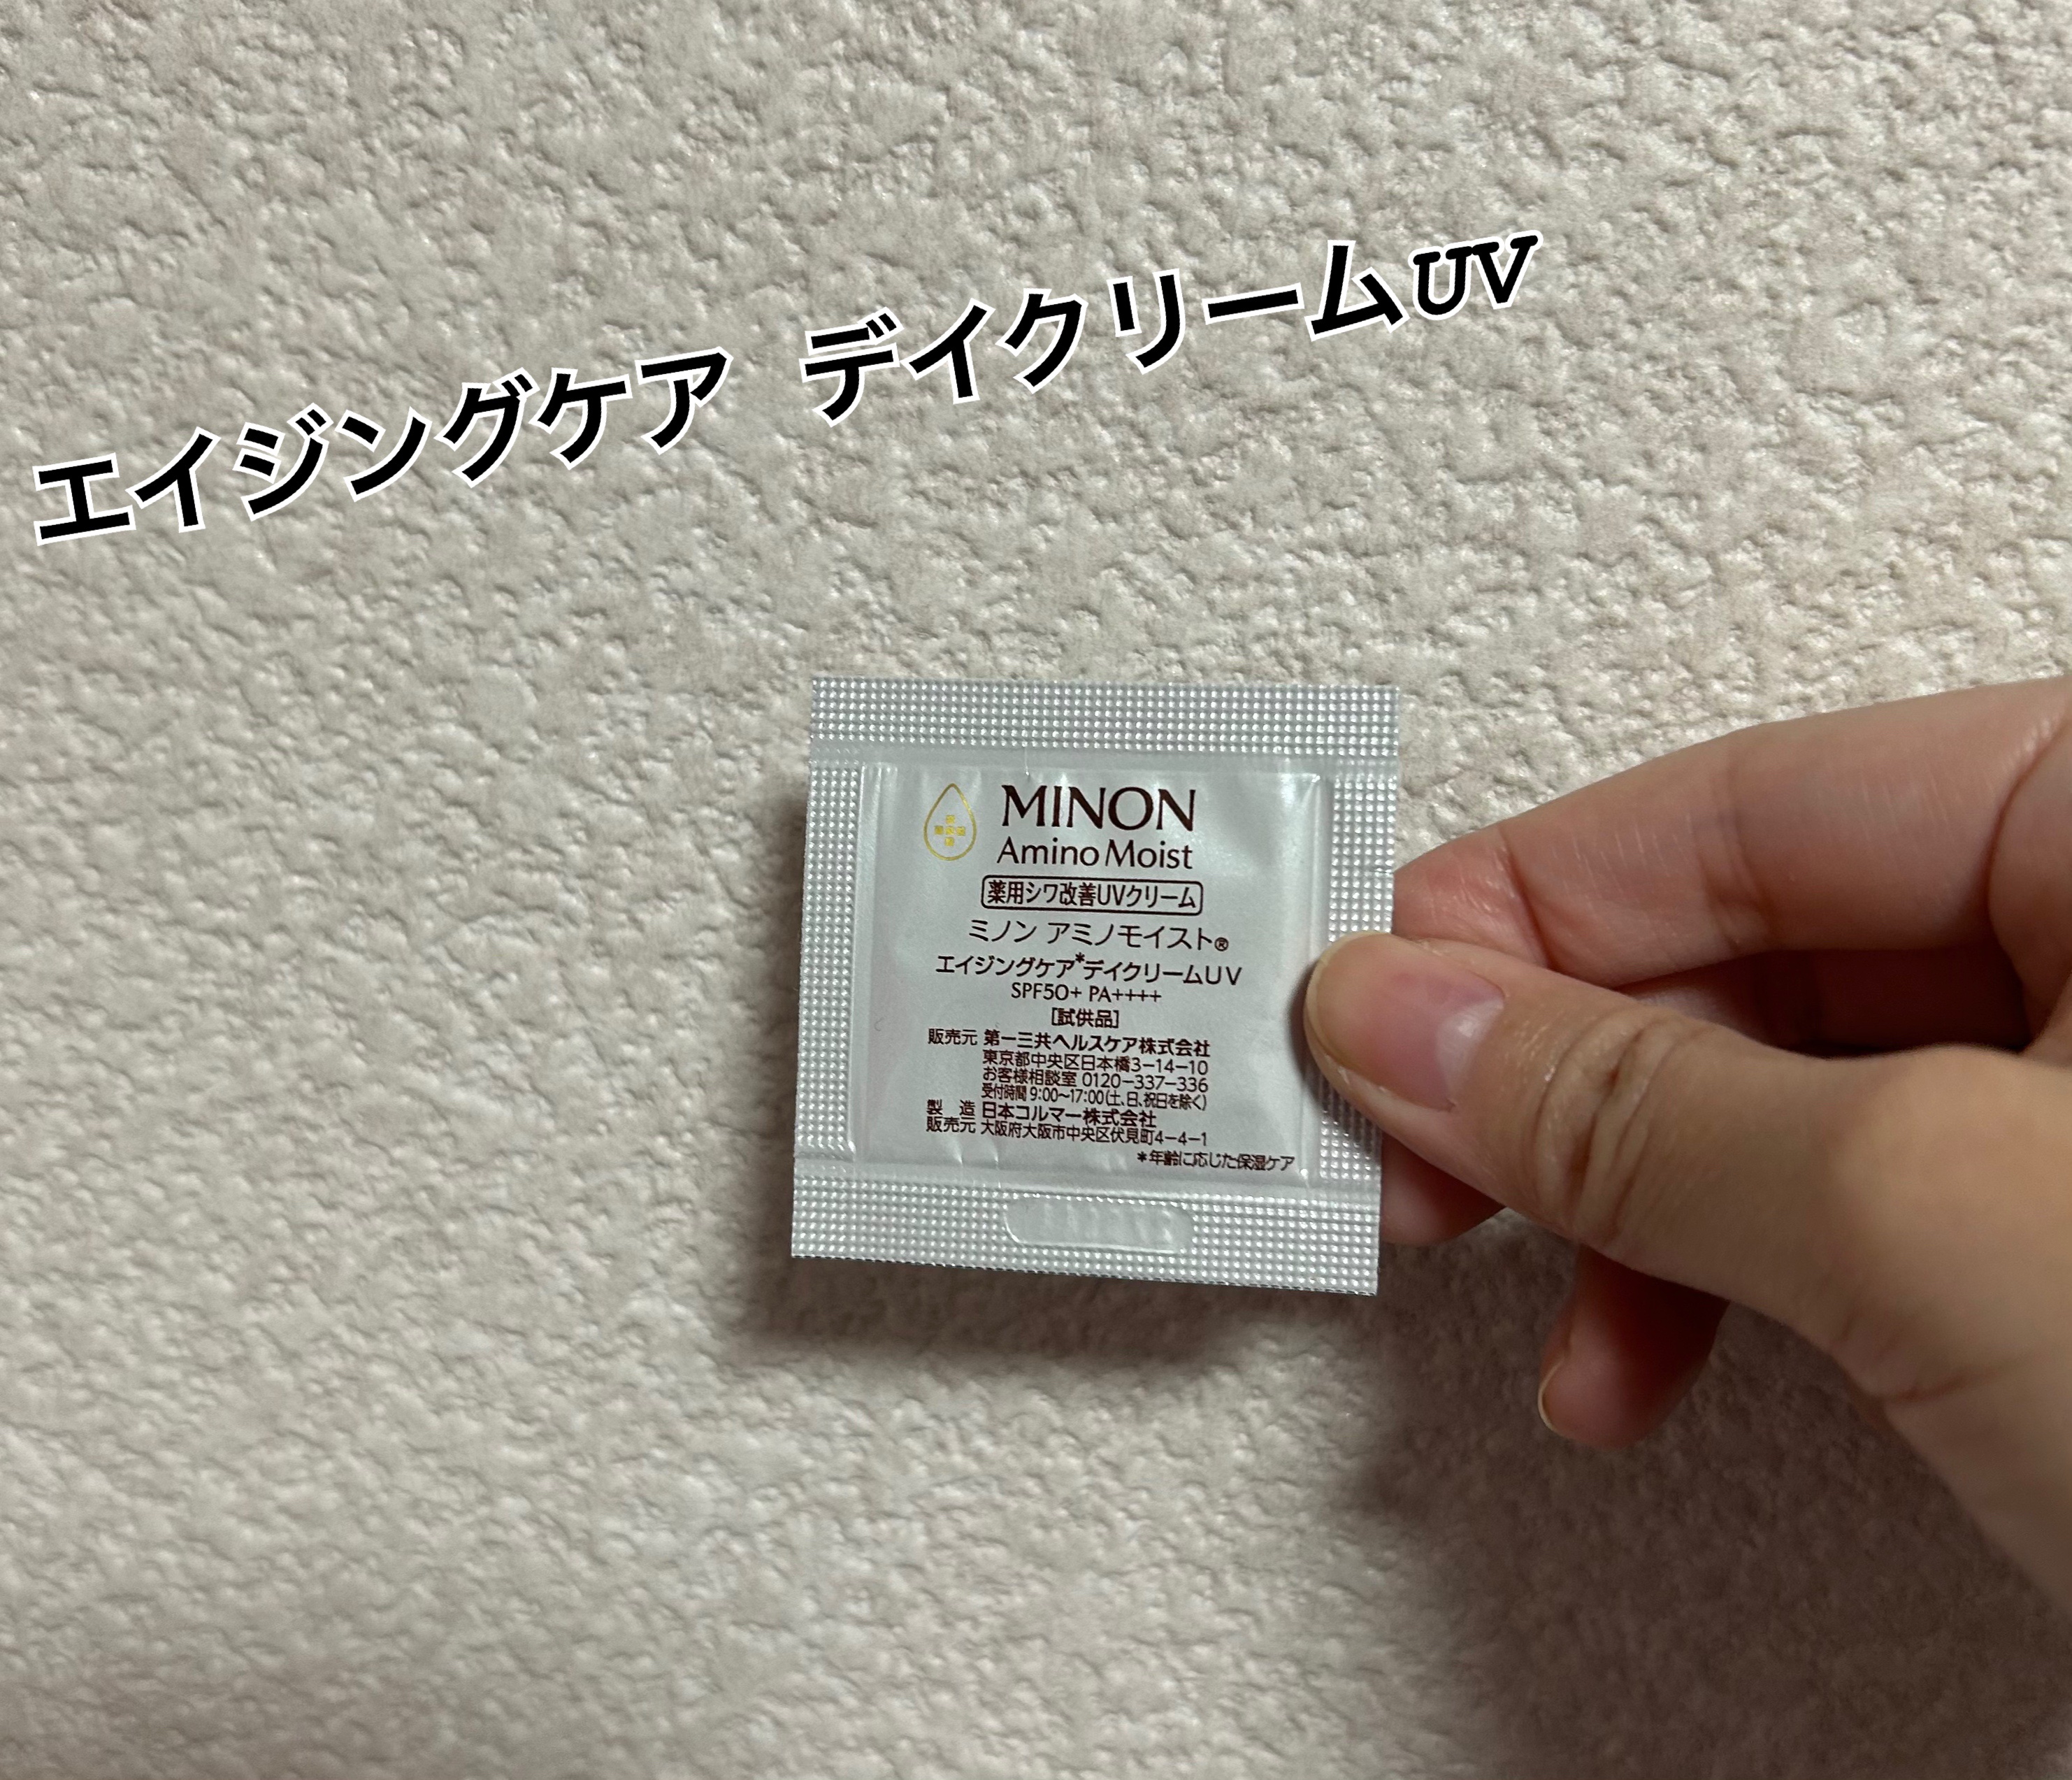 エイジングケア デイクリームUV
MINON
Amino Moist
薬用シワ改善UVクリーム
ミノン アミノモイスト®
エイジングケア*デイクリームUV
SPF50+ PA++++
[試供品]
販売元 第一三共ヘルスケア株式会社
東京都中央区日本橋3-14-10
お客様相談室 0120-337-336
受付時間 9:00~17:00(土、日、祝日を除く)
製 造 日本コルマー株式会社
販売元 大阪府大阪市中央区伏見町4-4-1
*年齢に応じた保湿ケア